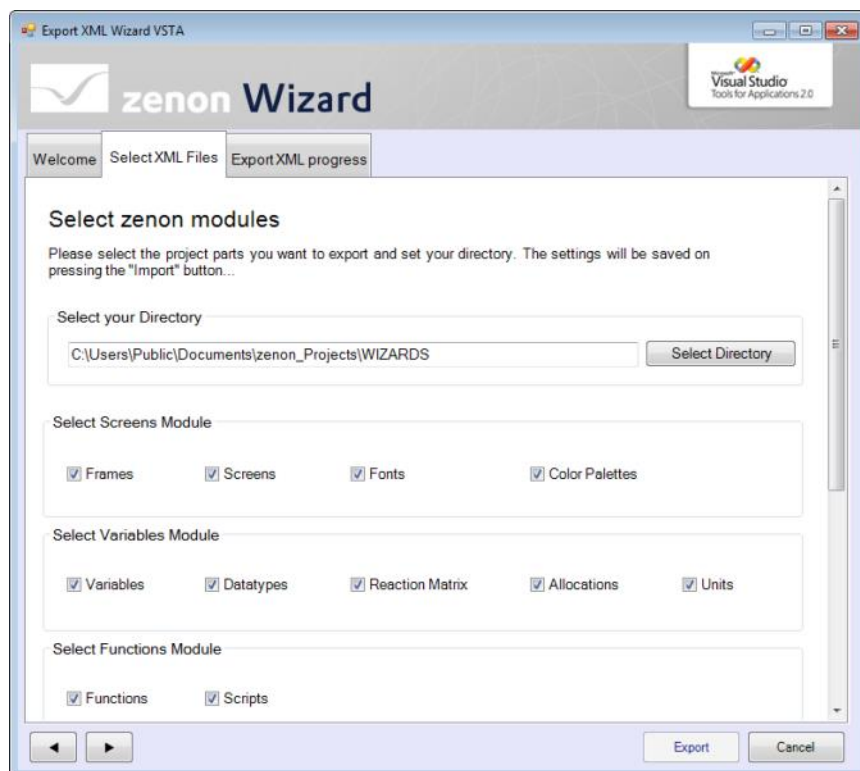 Export XML Wizard VSTA
zenon Wizard
Microsoft
Visual Studio
Tools for Applications 2.0
Welcome
Select XML Files
Export XML progress
Select zenon modules
Please select the project parts you want to export and set your directory. The settings will be saved on
pressing the "Import" button...
Select your Directory
C:\Users\Public\Documents\zenon_Projects\WIZARDS
Select Directory
Select Screens Module
Frames
Screens
Fonts
Color Palettes
Select Variables Module
Variables
Datatypes
Reaction Matrix
Allocations
Units
Select Functions Module
Functions
Scripts
Export
Cancel